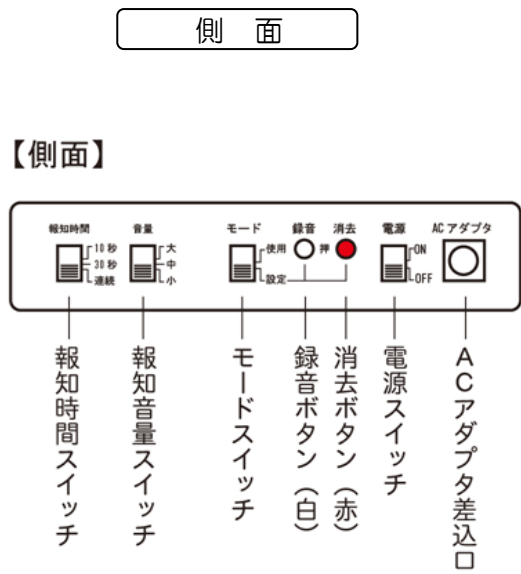 側 面
【側面】
報知時間
10秒
30秒
連続
音量
大
中
小
モード
使用
設定
録音
押
消去
電源
ON
OFF
ACアダプタ
報知時間スイッチ
報知音量スイッチ
モードスイッチ
録音ボタン（白）
消去ボタン（赤）
電源スイッチ
ACアダプタ差込口